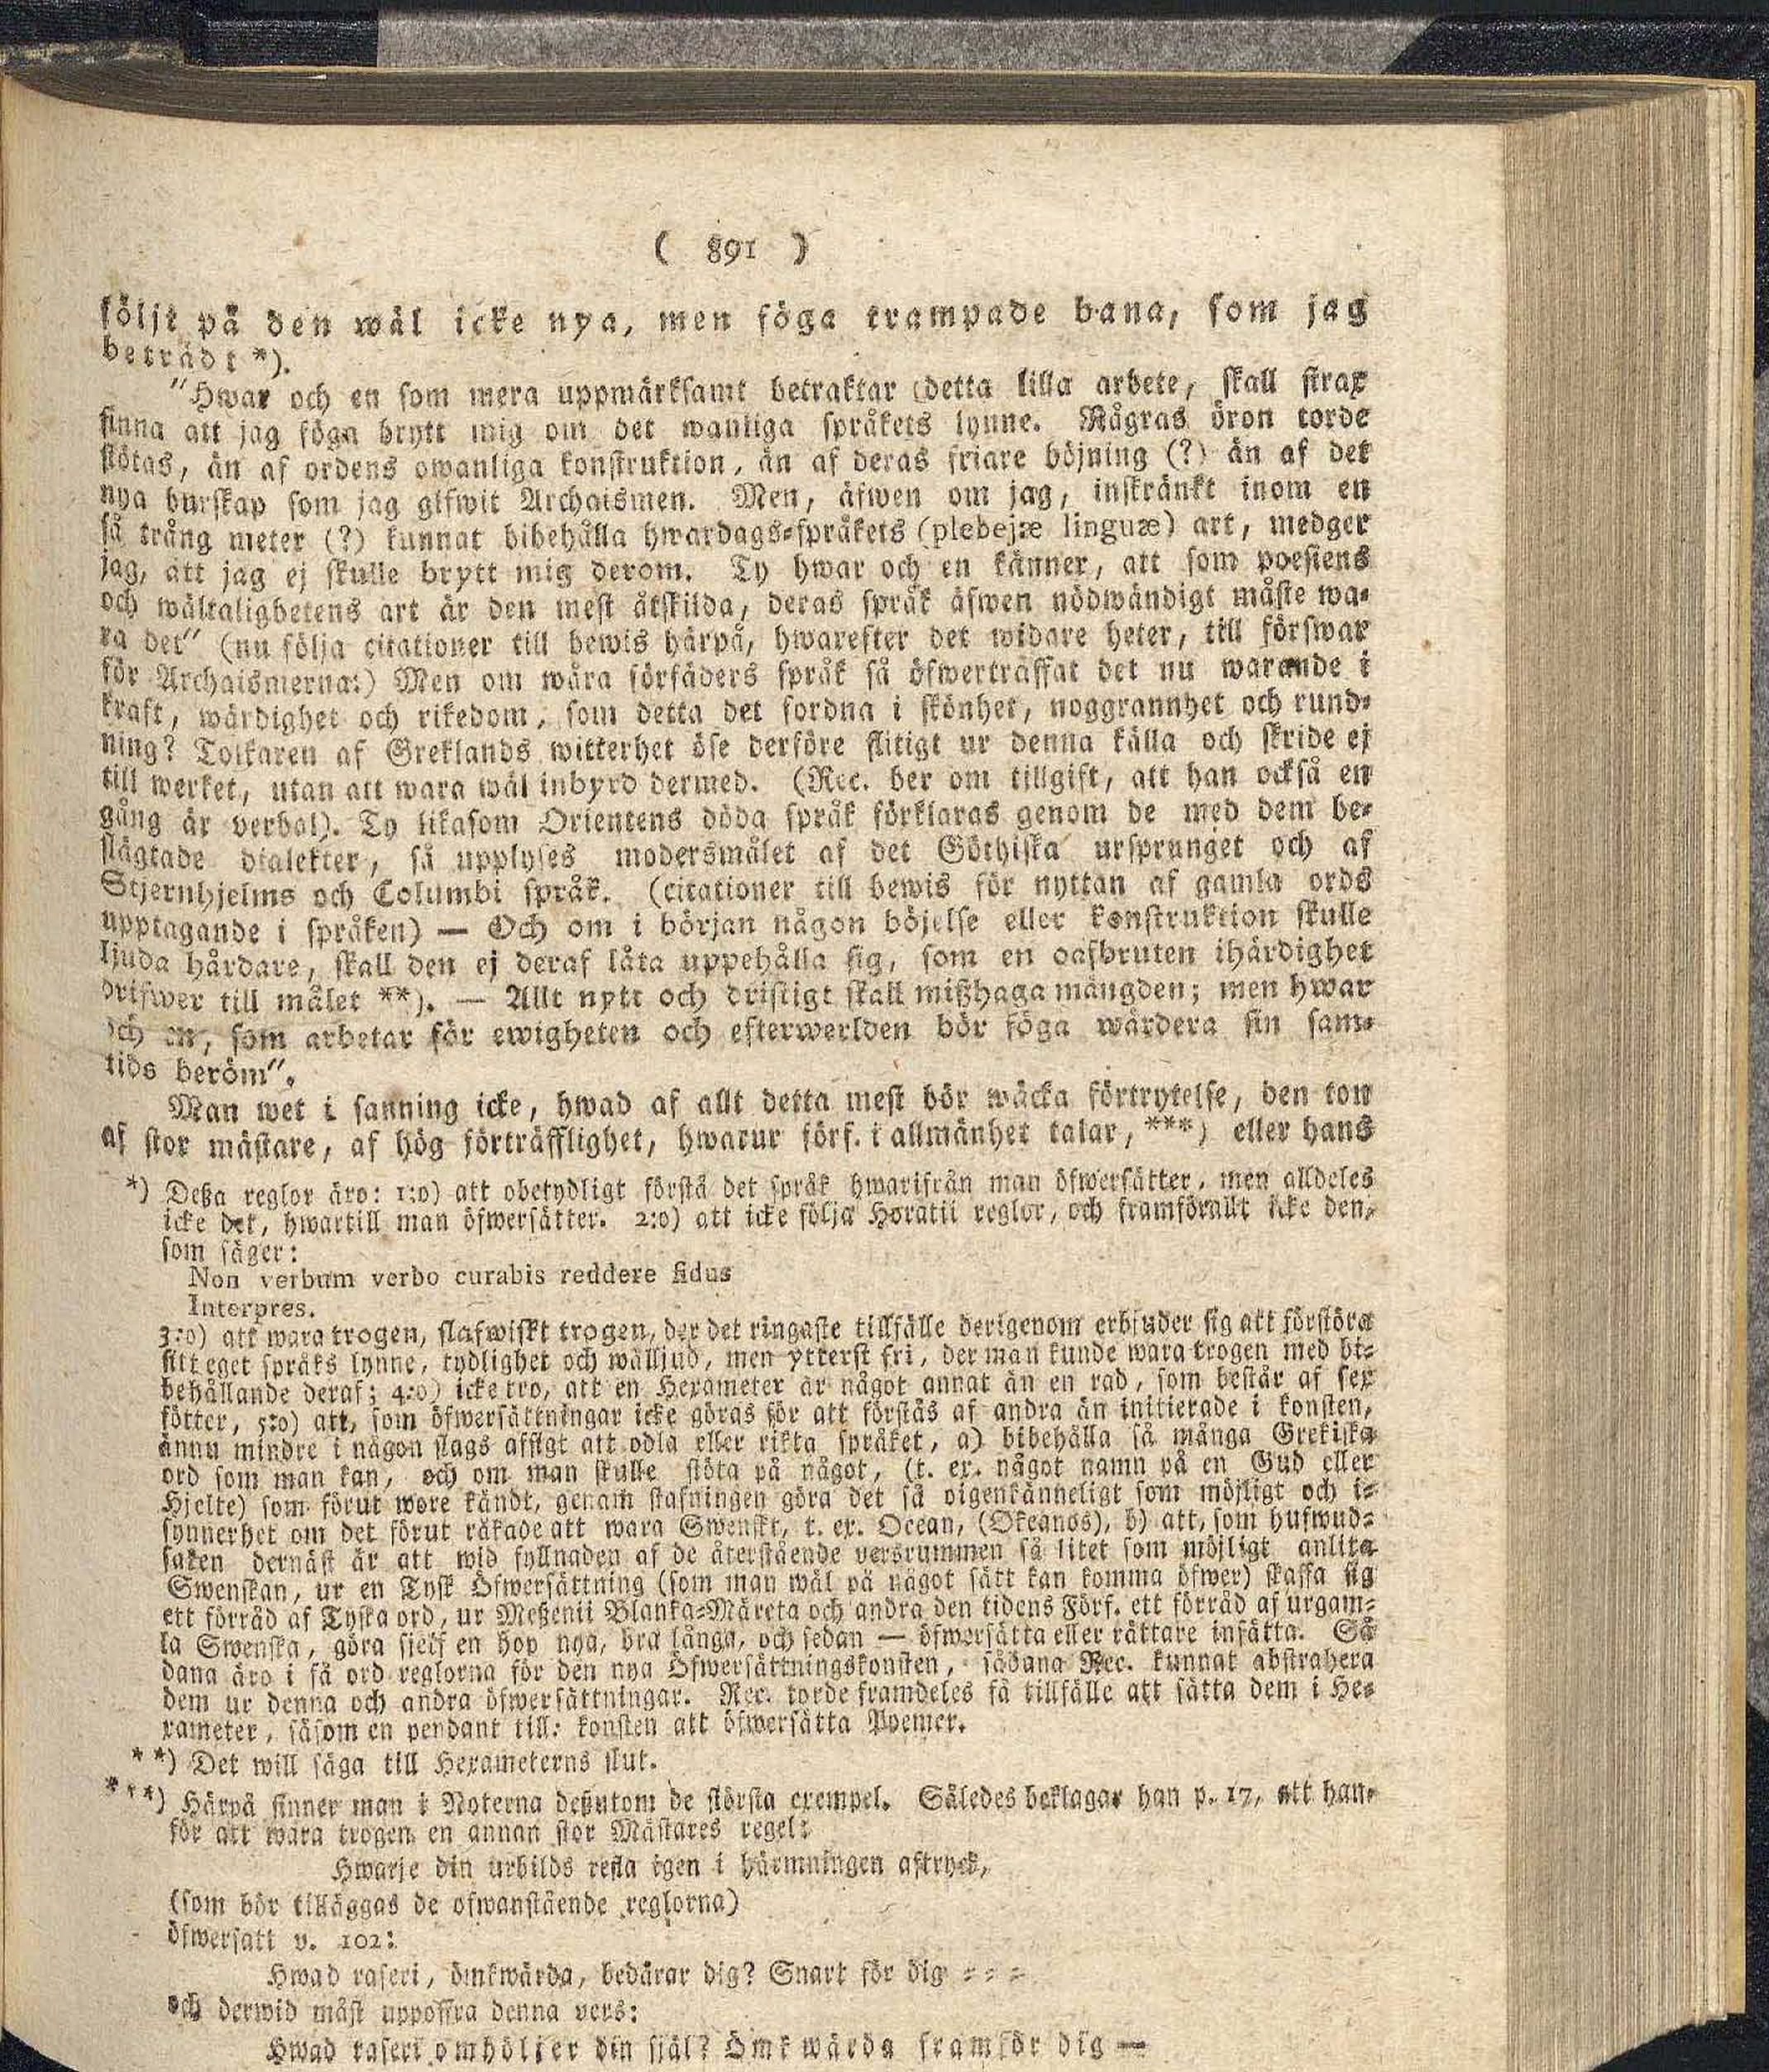 ( 891 )
följt på den wäl icke nya, men föga trampade bana, som jag
beträdt *).
"Hwar och en som mera uppmärksamt betraktar detta lilla arbete, skall strax
finna att jag föga brytt mig om det wanliga språkets lynne. Någras öron torde
stötas, än af ordens owanliga konstruktion, än af deras friare böjning (?) än af det
nya burskap som jag gifwit Archaismen. Men, äfwen om jag, inskränkt inom en
så trång meter (?) kunnat bibehålla hwardags-språkets (plebejæ linguæ) art, medger
jag, att jag ej skulle brytt mig derom. Ty hwar och en känner, att som poesiens
och wältalighetens art är den mest åtskilda, deras språk äfwen nödwändigt måste wa-
ra det" (nu följa citationer till bewis härpå, hwarefter det widare heter, till förswar
för Archaismerna:) Men om wåra förfäders språk så öfwerträffat det nu warande i
kraft, wärdighet och rikedom, som detta det fordna i skönhet, noggrannhet och rund-
ning? Tolkaren af Greklands witterhet öse derföre flitigt ur denna källa och skride ej
till werket, utan att wara wäl inbyrd dermed. (Rec. ber om tillgift, att han också en
gång är verbal). Ty likasom Orientens döda språk förklaras genom de med dem be-
slägtade dialekter, så upplyses modersmålet af det Göthiska ursprunget och af
Stjernhjelms och Columbi språk. (citationer till bewis för nyttan af gamla ords
upptagande i språken) — Och om i början någon böjelse eller konstruktion skulle
ljuda hårdare, skall den ej deraf låta uppehålla sig, som en oafbruten ihärdighet
drifwer till målet **). — Allt nytt och dristigt skall mißhaga mängden; men hwar
och en, som arbetar för ewigheten och efterwerlden bör föga wärdera sin sam-
tids beröm".
Man wet i sanning icke, hwad af allt detta mest bör wäcka förtrytelse, den ton
af stor mästare, af hög förträfflighet, hwarur förf. i allmänhet talar, ***) eller hans
*) Deßa reglor äro: 1:o) att obetydligt förstå det språk hwarifrån man öfwersätter, men alldeles
icke det, hwartill man öfwersätter. 2:o) att icke följa Horatii reglor, och framförallt icke den,
som säger:
Non verbum verbo curabis reddere fidus
Interpres.
3:o) att wara trogen, slafwiskt trogen, der det ringaste tillfälle derigenom erbjuder sig att förstöra
sitt eget språks lynne, tydlighet och wälljud, men ytterst fri, der man kunde wara trogen med bi-
behållande deraf; 4:o) icke tro, att en Hexameter är något annat än en rad, som består af sex
fötter, 5:o) att, som öfwersättningar icke göras för att förstås af andra än initierade i konsten,
ännu mindre i någon slags afsigt att odla eller rikta språket, a) bibehålla så många Grekiska
ord som man kan, och om man skulle stöta på något, (t. ex. något namn på en Gud eller
Hjelte) som förut wore kändt, genom stafningen göra det så oigenkänneligt som möjligt och i-
synnerhet om det förut råkade att wara Swenskt, t. ex. Ocean, (Okeanos), b) att, som hufwud-
saken dernäst är att wid fyllnaden af de återstående versrummen så litet som möjligt anlita
Swenskan, ur en Tysk Öfwersättning (som man wäl på något sätt kan komma öfwer) skaffa sig
ett förråd af Tyska ord, ur Meßenii Blanka-Märeta och andra den tidens Förf. ett förråd af urgam-
la Swenska, göra sjelf en hop nya, bra långa, och sedan — öfwersätta eller rättare insätta. Så
dana äro i få ord reglorna för den nya Öfwersättningskonsten, sådana Rec. kunnat abstrahera
dem ur denna och andra öfwersättningar. Rec. torde framdeles få tillfälle att sätta dem i He-
xameter, såsom en pendant till: konsten att öfwersätta Poemer.
**) Det will säga till Hexameterns slut.
***) Härpå finner man i Noterna deßutom de största exempel. Således beklagar han p. 17, att han,
för att wara trogen en annan stor Mästares regel:
Hwarje din urbilds resla igen i härmningen aftryck,
(som bör tilläggas de ofwanstående reglorna)
öfwersatt v. 102:
Hwad raseri, ömkwärda, bedårar dig? Snart för dig - - -
och derwid måst uppoffra denna vers:
Hwad raseri omhöljer din själ? Ömkwärda framför dig —